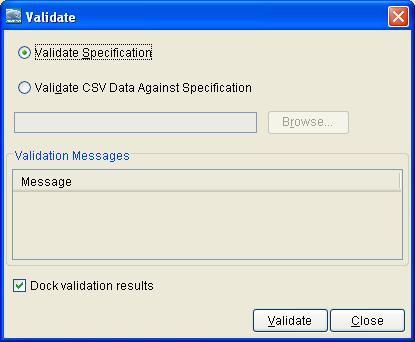 Validate
Validate Specification
Validate CSV Data Against Specification
Browse...
Validation Messages
Message
Dock validation results
Validate Close